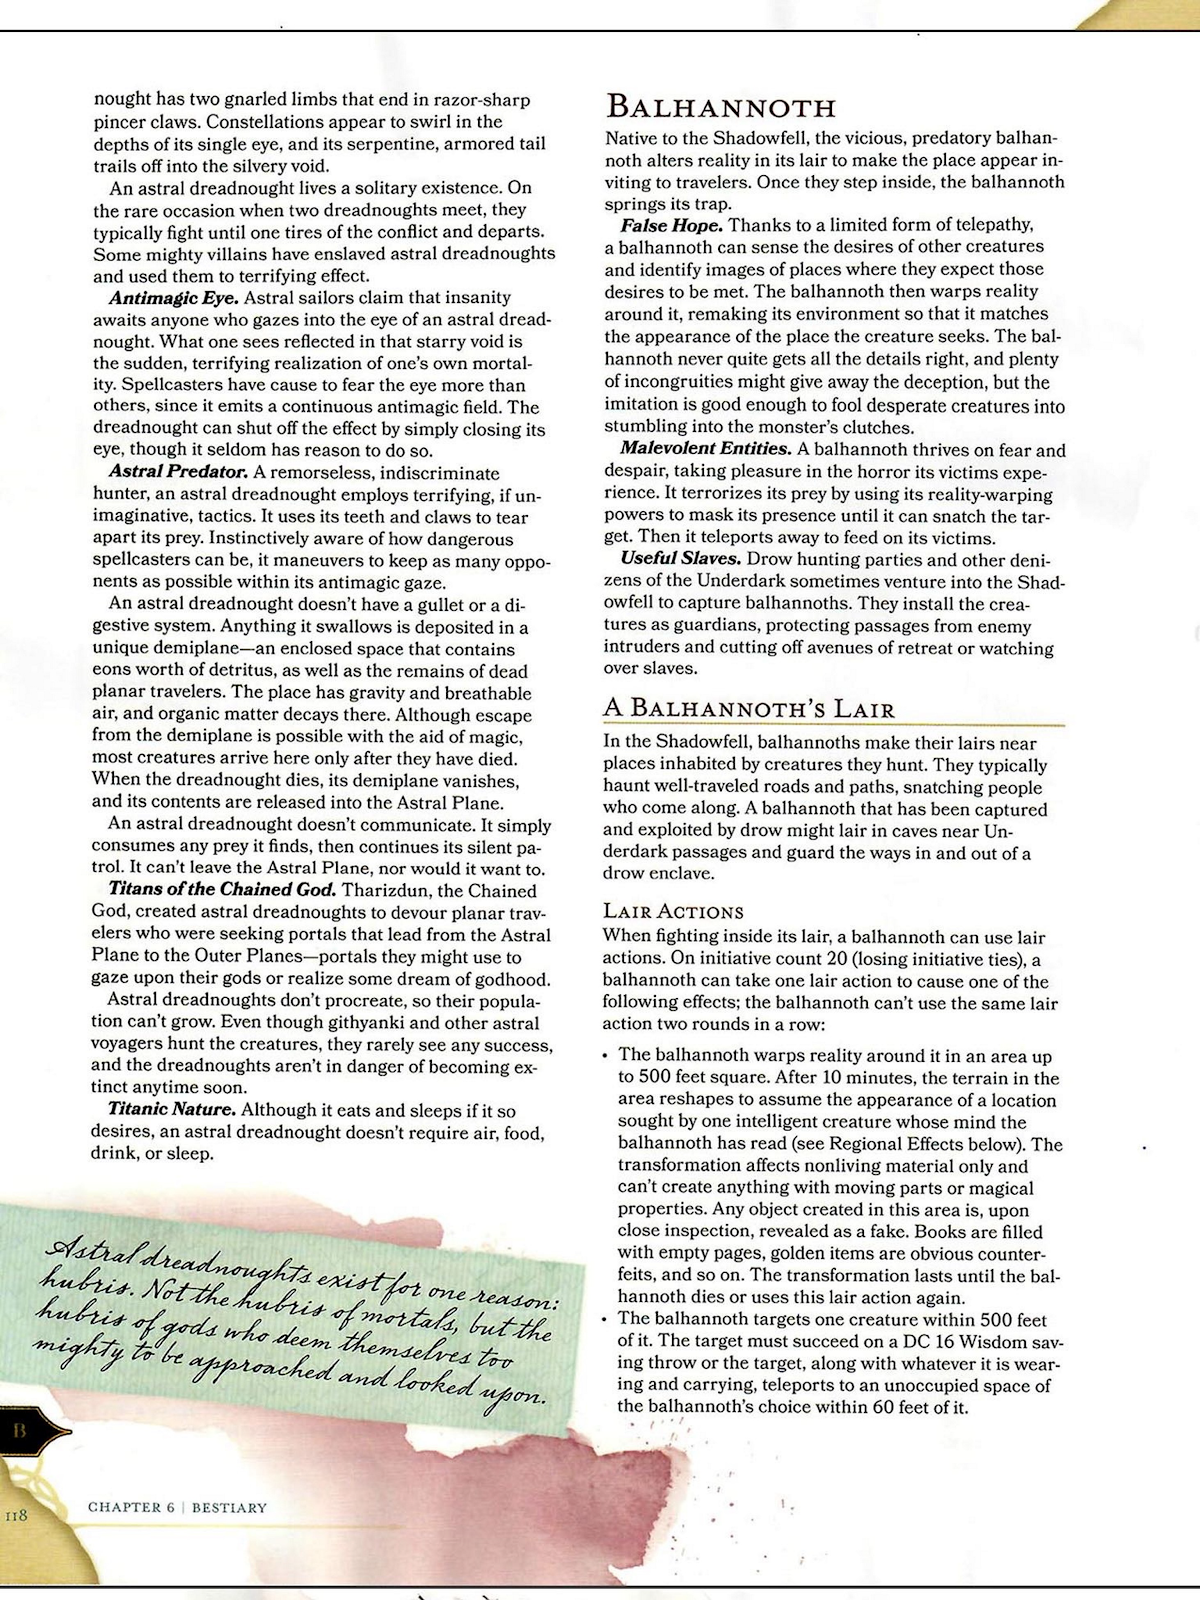 nought has two gnarled limbs that end in razor-sharp
pincer claws. Constellations appear to swirl in the
depths of its single eye, and its serpentine, armored tail
trails off into the silvery void.
An astral dreadnought lives a solitary existence. On
the rare occasion when two dreadnoughts meet, they
typically fight until one tires of the conflict and departs.
Some mighty villains have enslaved astral dreadnoughts
and used them to terrifying effect.
Antimagic Eye. Astral sailors claim that insanity
awaits anyone who gazes into the eye of an astral dread-
nought. What one sees reflected in that starry void is
the sudden, terrifying realization of one's own mortal-
ity. Spellcasters have cause to fear the eye more than
others, since it emits a continuous antimagic field. The
dreadnought can shut off the effect by simply closing its
eye, though it seldom has reason to do so.
Astral Predator. A remorseless, indiscriminate
hunter, an astral dreadnought employs terrifying, if un-
imaginative, tactics. It uses its teeth and claws to tear
apart its prey. Instinctively aware of how dangerous
spellcasters can be, it maneuvers to keep as many oppo-
nents as possible within its antimagic gaze.
An astral dreadnought doesn't have a gullet or a di-
gestive system. Anything it swallows is deposited in a
unique demiplane—an enclosed space that contains
eons worth of detritus, as well as the remains of dead
planar travelers. The place has gravity and breathable
air, and organic matter decays there. Although escape
from the demiplane is possible with the aid of magic,
most creatures arrive here only after they have died.
When the dreadnought dies, its demiplane vanishes,
and its contents are released into the Astral Plane.
An astral dreadnought doesn't communicate. It simply
consumes any prey it finds, then continues its silent pa-
trol. It can't leave the Astral Plane, nor would it want to.
Titans of the Chained God. Tharizdun, the Chained
God, created astral dreadnoughts to devour planar trav-
elers who were seeking portals that lead from the Astral
Plane to the Outer Planes—portals they might use to
gaze upon their gods or realize some dream of godhood.
Astral dreadnoughts don't procreate, so their popula-
tion can't grow. Even though githyanki and other astral
voyagers hunt the creatures, they rarely see any success,
and the dreadnoughts aren't in danger of becoming ex-
tinct anytime soon.
Titanic Nature. Although it eats and sleeps if it so
desires, an astral dreadnought doesn't require air, food,
drink, or sleep.
Astral dreadnoughts exist for one reason:
hubris. Not the hubris of mortals, but the
hubris of gods who deem themselves too
mighty to be approached and looked upon.
BALHANNOTH
Native to the Shadowfell, the vicious, predatory balhan-
noth alters reality in its lair to make the place appear in-
viting to travelers. Once they step inside, the balhannoth
springs its trap.
False Hope. Thanks to a limited form of telepathy,
a balhannoth can sense the desires of other creatures
and identify images of places where they expect those
desires to be met. The balhannoth then warps reality
around it, remaking its environment so that it matches
the appearance of the place the creature seeks. The bal-
hannoth never quite gets all the details right, and plenty
of incongruities might give away the deception, but the
imitation is good enough to fool desperate creatures into
stumbling into the monster's clutches.
Malevolent Entities. A balhannoth thrives on fear and
despair, taking pleasure in the horror its victims expe-
rience. It terrorizes its prey by using its reality-warping
powers to mask its presence until it can snatch the tar-
get. Then it teleports away to feed on its victims.
Useful Slaves. Drow hunting parties and other deni-
zens of the Underdark sometimes venture into the Shad-
owfell to capture balhannoths. They install the crea-
tures as guardians, protecting passages from enemy
intruders and cutting off avenues of retreat or watching
over slaves.
A BALHANNOTH'S LAIR
In the Shadowfell, balhannoths make their lairs near
places inhabited by creatures they hunt. They typically
haunt well-traveled roads and paths, snatching people
who come along. A balhannoth that has been captured
and exploited by drow might lair in caves near Un-
derdark passages and guard the ways in and out of a
drow enclave.
LAIR ACTIONS
When fighting inside its lair, a balhannoth can use lair
actions. On initiative count 20 (losing initiative ties), a
balhannoth can take one lair action to cause one of the
following effects; the balhannoth can't use the same lair
action two rounds in a row:
• The balhannoth warps reality around it in an area up
to 500 feet square. After 10 minutes, the terrain in the
area reshapes to assume the appearance of a location
sought by one intelligent creature whose mind the
balhannoth has read (see Regional Effects below). The
transformation affects nonliving material only and
can't create anything with moving parts or magical
properties. Any object created in this area is, upon
close inspection, revealed as a fake. Books are filled
with empty pages, golden items are obvious counter-
feits, and so on. The transformation lasts until the bal-
hannoth dies or uses this lair action again.
• The balhannoth targets one creature within 500 feet
of it. The target must succeed on a DC 16 Wisdom sav-
ing throw or the target, along with whatever it is wear-
ing and carrying, teleports to an unoccupied space of
the balhannoth's choice within 60 feet of it.
B
118
CHAPTER 6 | BESTIARY